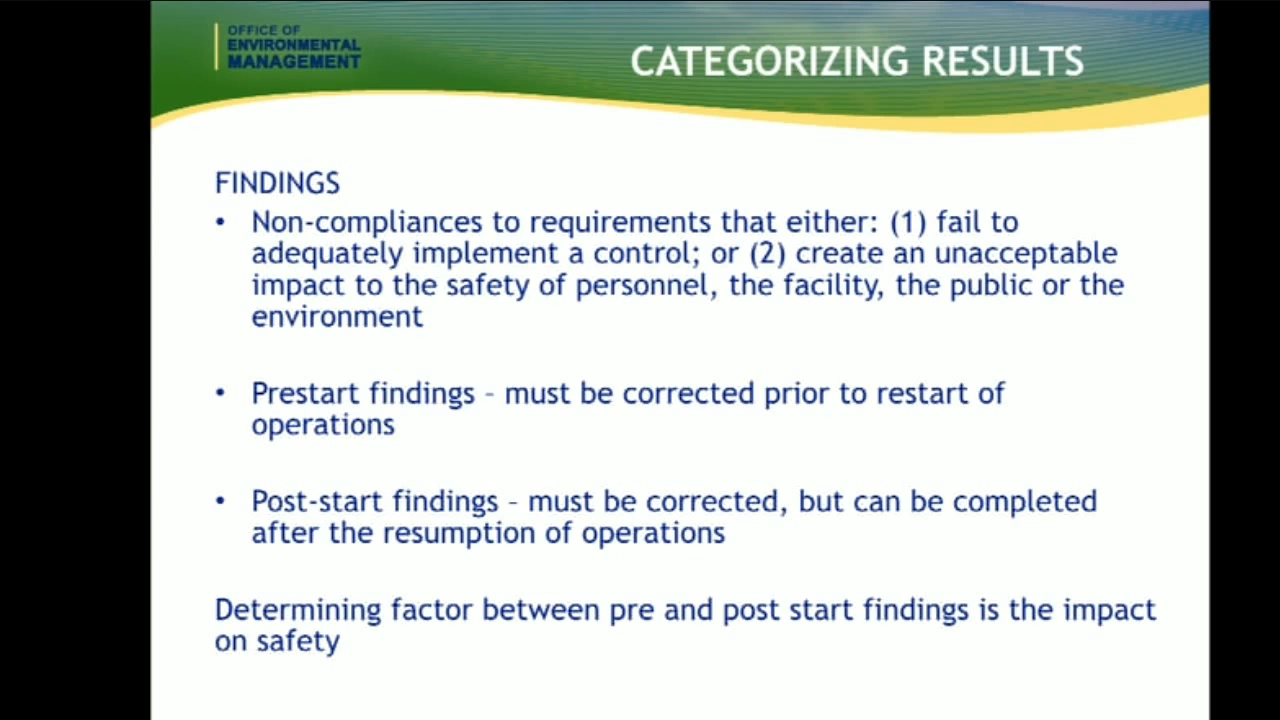 OFFICE OF
ENVIRONMENTAL
MANAGEMENT
CATEGORIZING RESULTS
FINDINGS
• Non-compliances to requirements that either: (1) fail to
adequately implement a control; or (2) create an unacceptable
impact to the safety of personnel, the facility, the public or the
environment
• Prestart findings – must be corrected prior to restart of
operations
• Post-start findings – must be corrected, but can be completed
after the resumption of operations
Determining factor between pre and post start findings is the impact
on safety